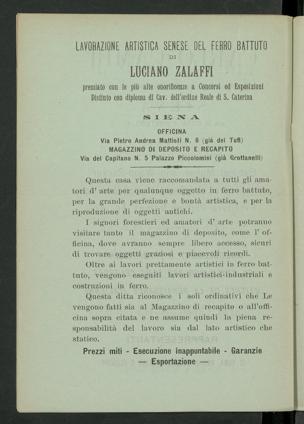 LAVORAZIONE ARTISTICA SENESE DEL FERRO BATTUTO
DI
LUCIANO ZALAFFI
premiato con le più alte onorificenze a Concorsi ed Esposizioni
Distinto con diploma di Cav. dell'ordine Reale di S. Caterina
SIENA
OFFICINA
Via Pietro Andrea Mattioli N. 8 (già del Tufi)
MAGAZZINO DI DEPOSITO E RECAPITO
Via del Capitano N. 5 Palazzo Piccolomini (già Grottanelli)
Questa casa viene raccomandata a tutti gli ama-
tori d'arte per qualunque oggetto in ferro battuto,
per la grande perfezione e bontà artistica, e per la
riproduzione di oggetti antichi.
I signori forestieri ed amatori d'arte potranno
visitare tanto il magazzino di deposito, come l'of-
ficina, dove avranno sempre libero accesso, sicuri
di trovare oggetti graziosi e piacevoli ricordi.
Oltre ai lavori prettamente artistici in ferro bat-
tuto, vengono eseguiti lavori artistici-industriali e
costruzioni in ferro.
Questa ditta riconosce i soli ordinativi che Le
vengono fatti sia al Magazzino di recapito o all'offi-
cina sopra citata e ne assume quindi la piena re-
sponsabilità del lavoro sia dal lato artistico che
statico.
Prezzi miti - Esecuzione inappuntabile - Garanzie
— Esportazione —